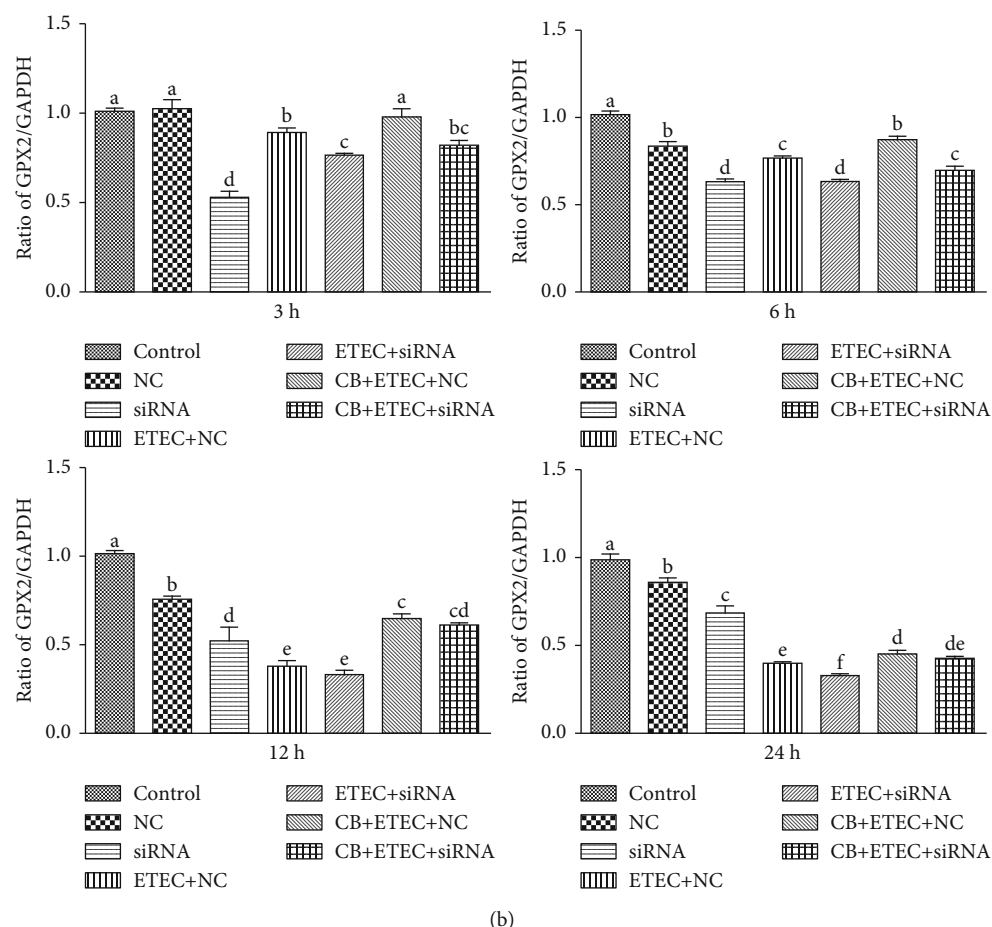 1.5
1.0
0.5
0.0
Ratio of GPX2/GAPDH
a
a
d
b
c
a
bc
3 h
Control
NC
siRNA
ETEC+NC
ETEC+siRNA
CB+ETEC+NC
CB+ETEC+siRNA
1.5
1.0
0.5
0.0
Ratio of GPX2/GAPDH
a
b
d
c
d
b
c
6 h
Control
NC
siRNA
ETEC+NC
ETEC+siRNA
CB+ETEC+NC
CB+ETEC+siRNA
1.5
1.0
0.5
0.0
Ratio of GPX2/GAPDH
a
b
d
e
e
c
cd
12 h
Control
NC
siRNA
ETEC+NC
ETEC+siRNA
CB+ETEC+NC
CB+ETEC+siRNA
1.5
1.0
0.5
0.0
Ratio of GPX2/GAPDH
a
b
c
e
f
d
de
24 h
Control
NC
siRNA
ETEC+NC
ETEC+siRNA
CB+ETEC+NC
CB+ETEC+siRNA
(b)